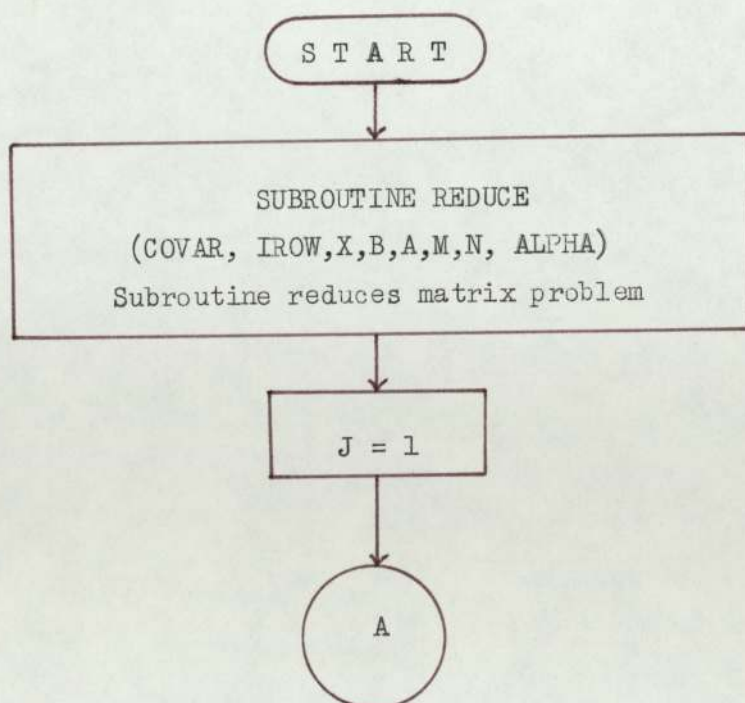 S T A R T
SUBROUTINE REDUCE
(COVAR, IROW,X,B,A,M,N, ALPHA)
Subroutine reduces matrix problem
J = 1
A